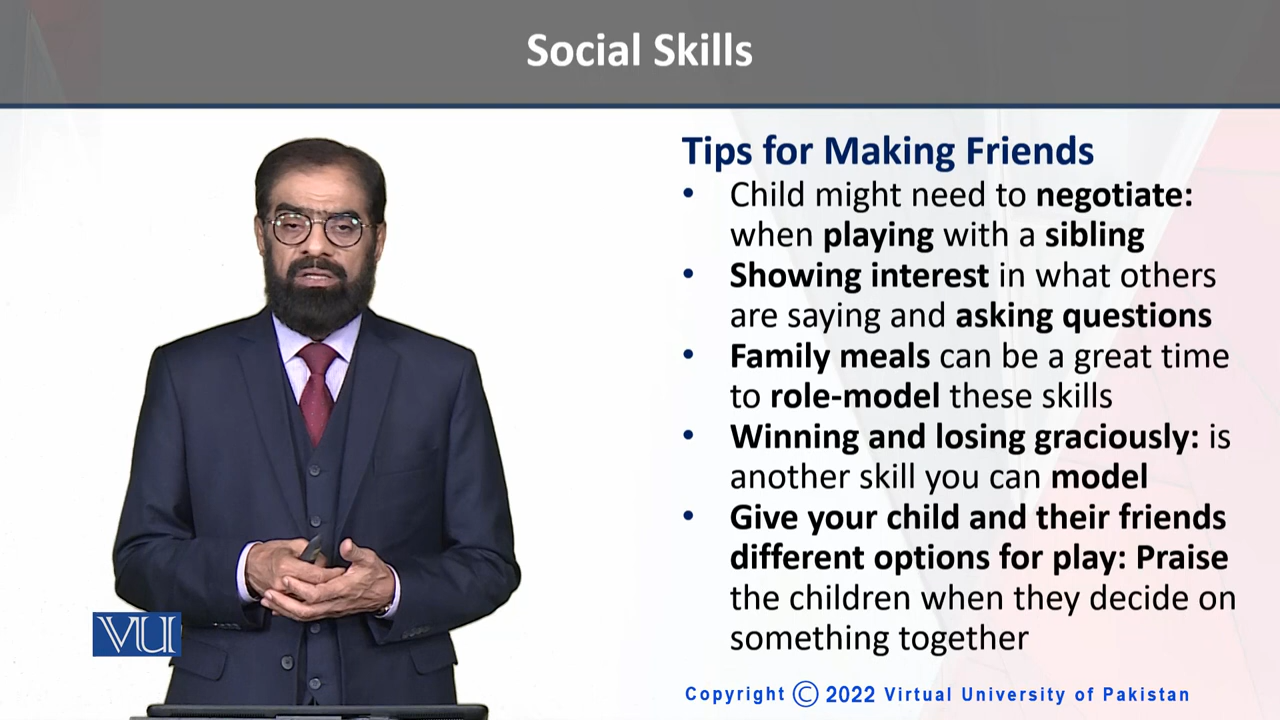 Social Skills
Tips for Making Friends
• Child might need to negotiate:
when playing with a sibling
• Showing interest in what others
are saying and asking questions
• Family meals can be a great time
to role-model these skills
• Winning and losing graciously: is
another skill you can model
• Give your child and their friends
different options for play: Praise
the children when they decide on
something together
VU
Copyright © 2022 Virtual University of Pakistan